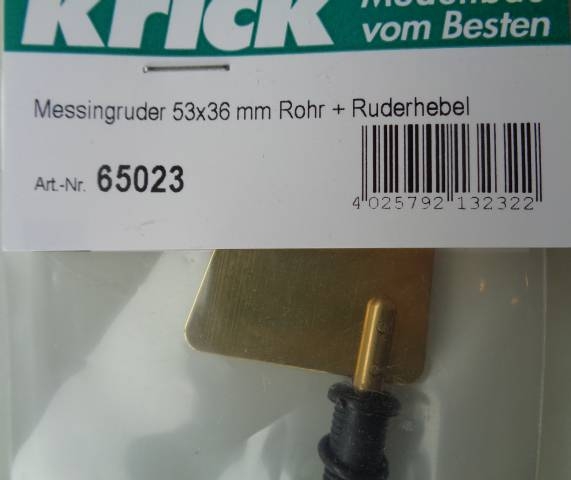 Krick
vom Besten
Messingruder 53x36 mm Rohr + Ruderhebel
Art.-Nr. 65023
4 025792 132322